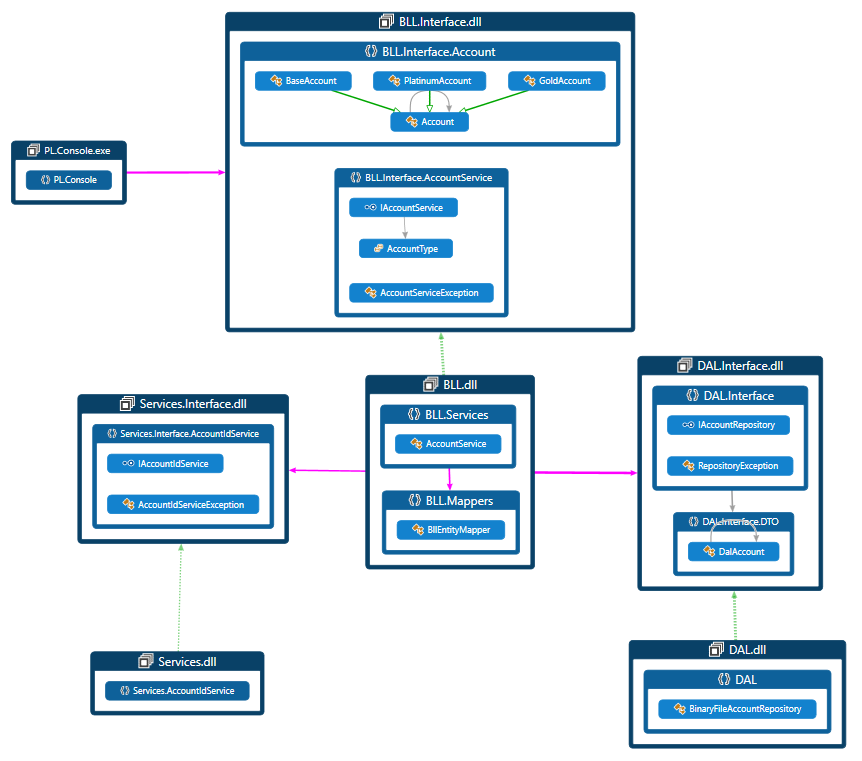 BLL.Interface.dll
BLL.Interface.Account
BaseAccount
PlatinumAccount
GoldAccount
Account
PL.Console.exe
PL.Console
BLL.Interface.AccountService
IAccountService
AccountType
AccountServiceException
BLL.dll
BLL.Services
AccountService
BLL.Mappers
BllEntityMapper
Services.Interface.dll
Services.Interface.AccountIdService
IAccountIdService
AccountIdServiceException
DAL.Interface.dll
DAL.Interface
IAccountRepository
RepositoryException
DAL.Interface.DTO
DalAccount
Services.dll
Services.AccountIdService
DAL.dll
DAL
BinaryFileAccountRepository